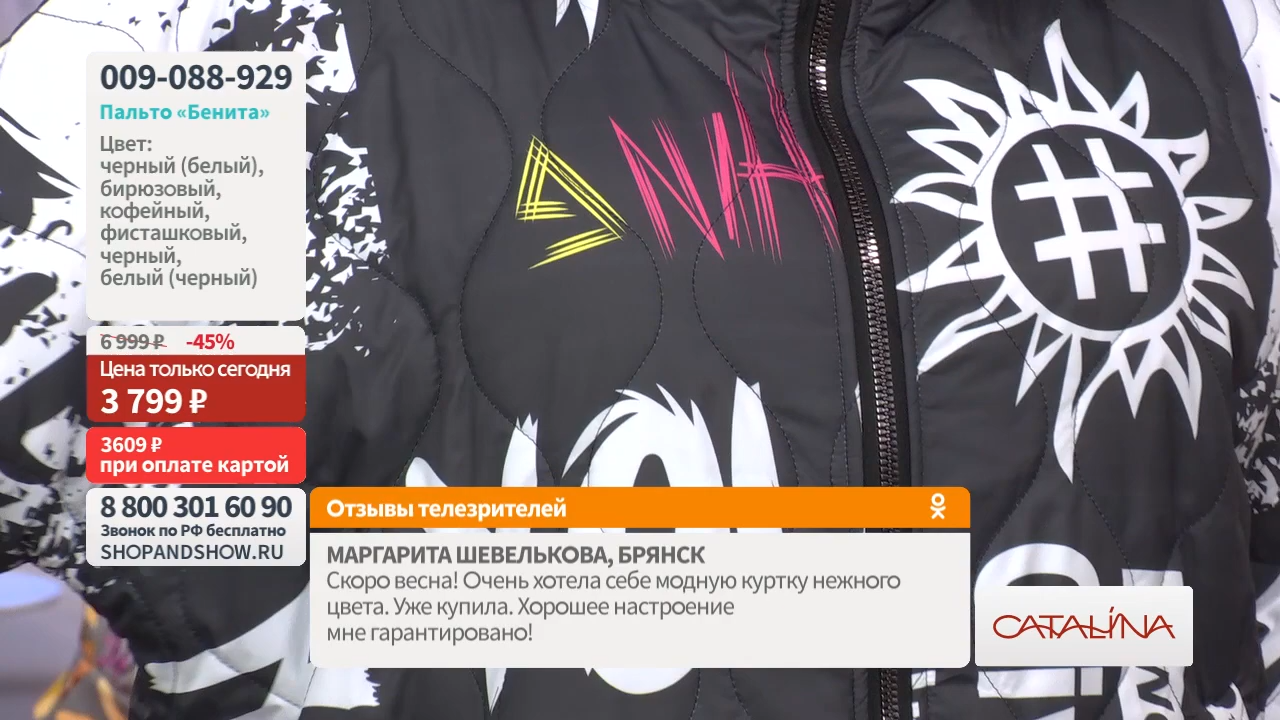 009-088-929
Пальто «Бенита»
Цвет:
черный (белый),
бирюзовый,
кофейный,
фисташковый,
черный,
белый (черный)
6 999 ₽ -45%
Цена только сегодня
3 799 ₽
3609 ₽
при оплате картой
8 800 301 60 90
Звонок по РФ бесплатно
SHOPANDSHOW.RU
Отзывы телезрителей
МАРГАРИТА ШЕВЕЛЬКОВА, БРЯНСК
Скоро весна! Очень хотела себе модную куртку нежного
цвета. Уже купила. Хорошее настроение
мне гарантировано!
CATALINA
#